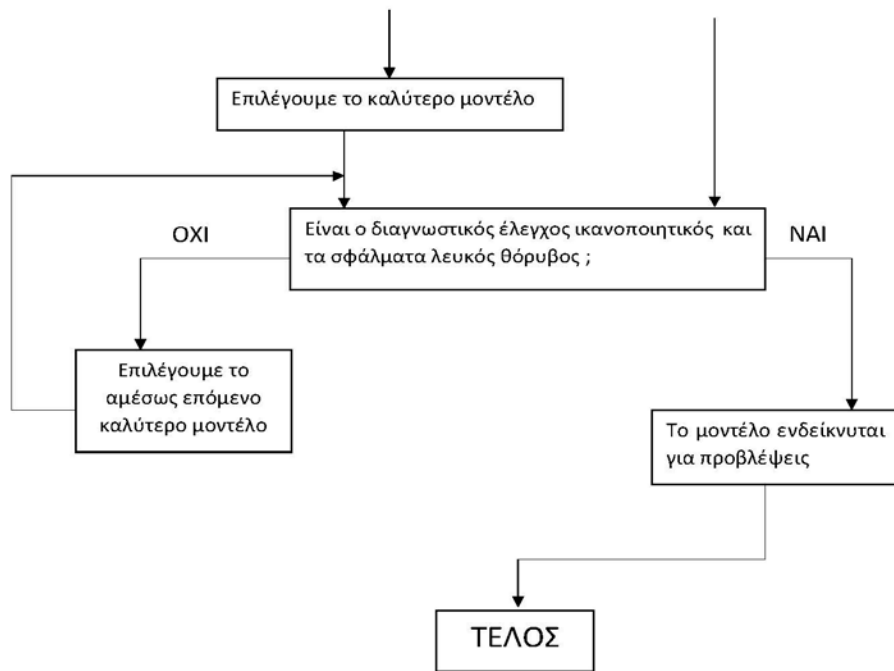 Επιλέγουμε το καλύτερο μοντέλο
Είναι ο διαγνωστικός έλεγχος ικανοποιητικός και
τα σφάλματα λευκός θόρυβος ;
ΟΧΙ
ΝΑΙ
Επιλέγουμε το
αμέσως επόμενο
καλύτερο μοντέλο
Το μοντέλο ενδείκνυται
για προβλέψεις
ΤΕΛΟΣ